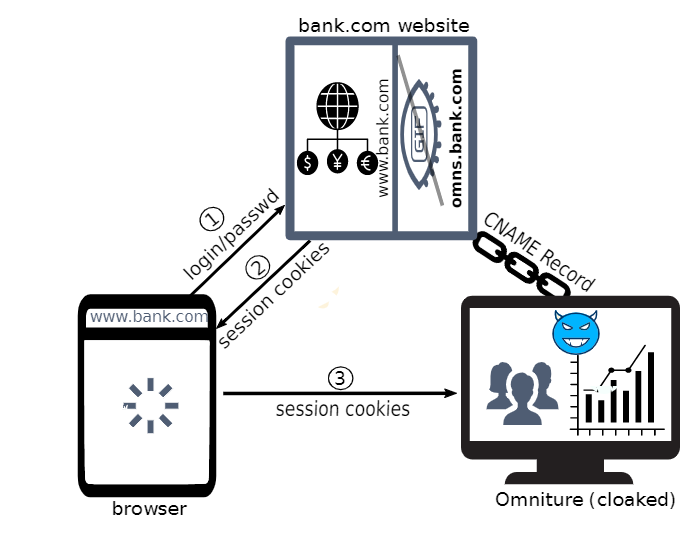 bank.com website
www.bank.com
GIF
omns.bank.com
$
¥
€
1
login/passwd
2
session cookies
CNAME Record
www.bank.com
3
session cookies
browser
Omniture (cloaked)